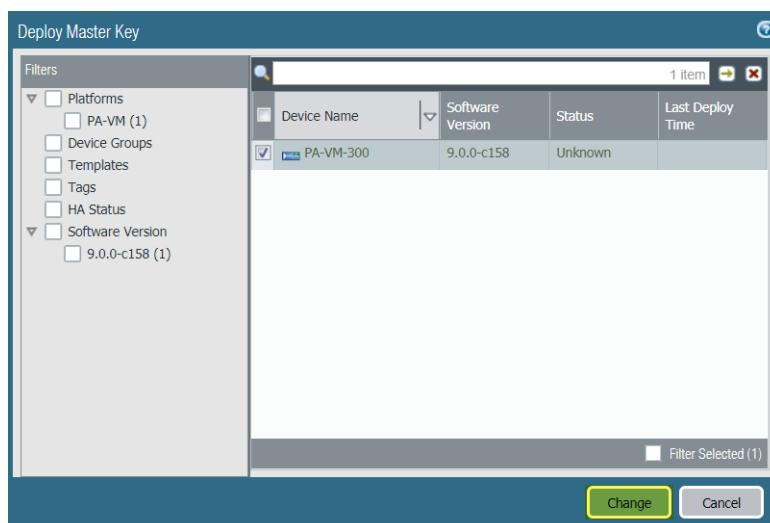 Deploy Master Key
Filters
Platforms
PA-VM (1)
Device Groups
Templates
Tags
HA Status
Software Version
9.0.0-c158 (1)
1 item
Device Name
Software
Version
Status
Last Deploy
Time
PA-VM-300
9.0.0-c158
Unknown
Filter Selected (1)
Change
Cancel